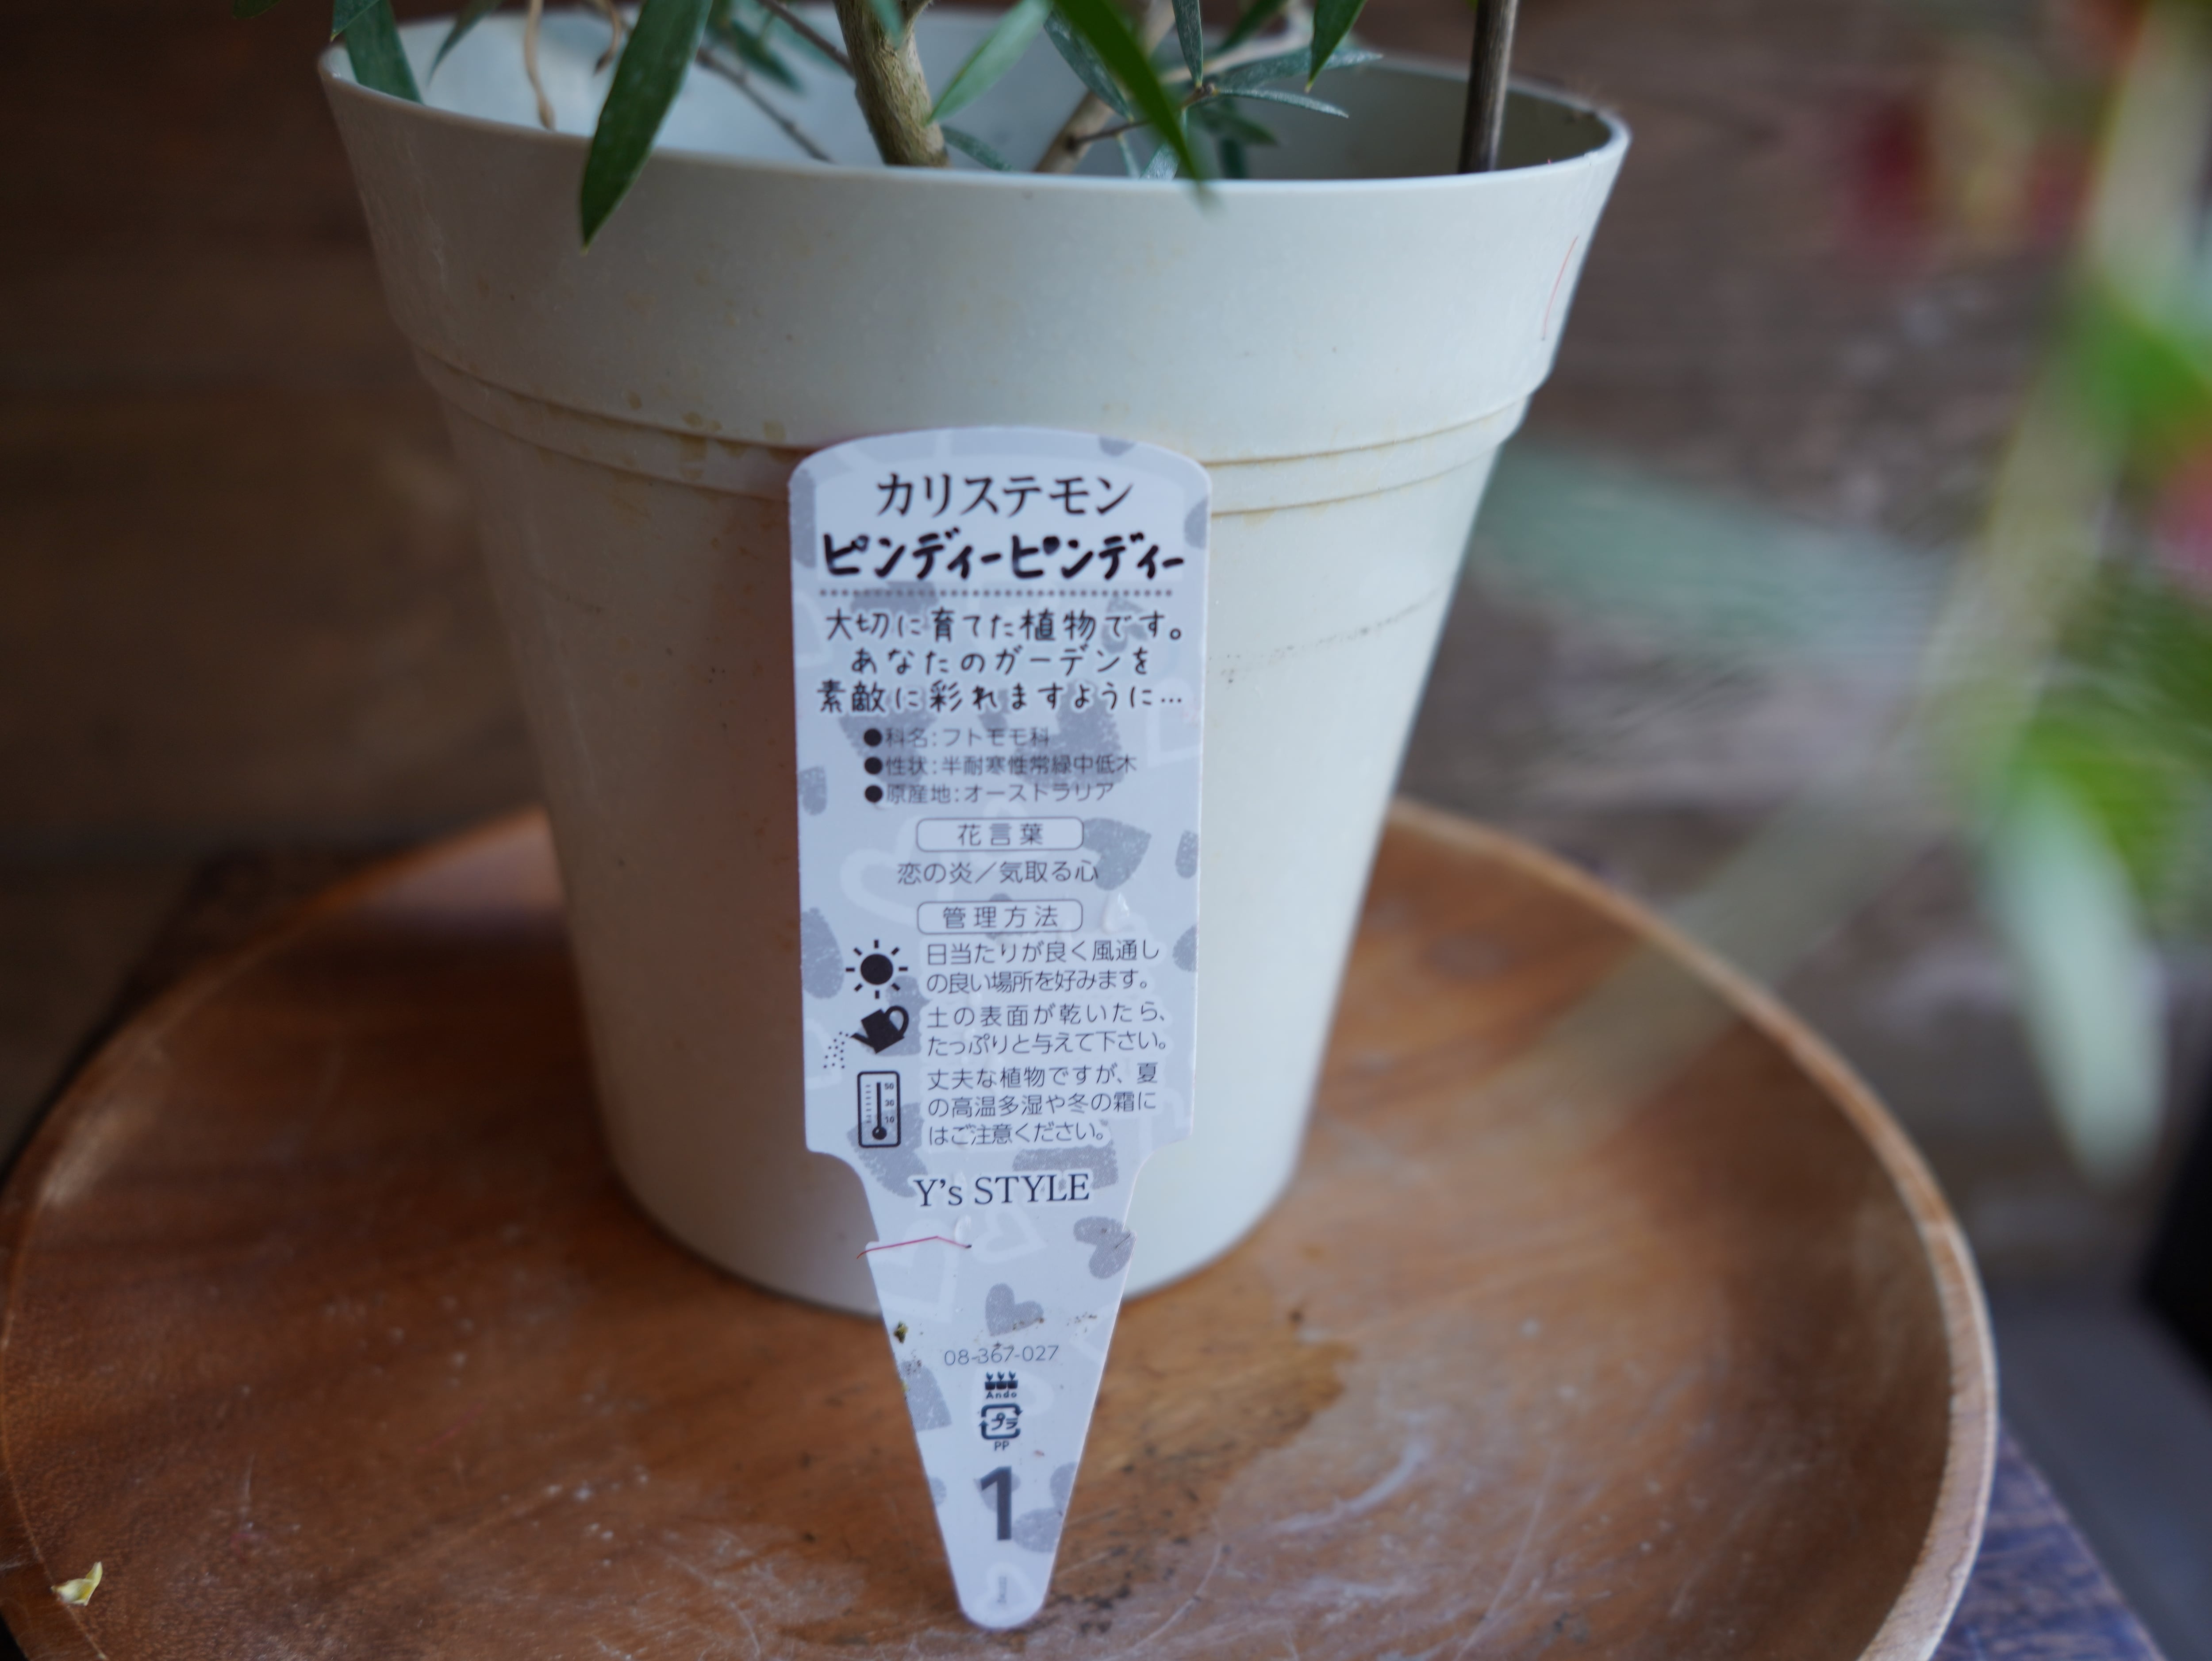 カリステモン
ピンディーピンディー
大切に育てた植物です。
あなたのガーデンを
素敵に彩れますように…
●科名:フトモモ科
●性状:半耐寒性常緑中低木
●原産地:オーストラリア
花言葉
恋の炎／気取る心
管理方法
日当たりが良く風通し
の良い場所を好みます。
土の表面が乾いたら、
たっぷりと与えて下さい。
50
30
10
丈夫な植物ですが、夏
の高温多湿や冬の霜に
はご注意ください。
Y's STYLE
08-367-027
Ando
プラ
PP
1